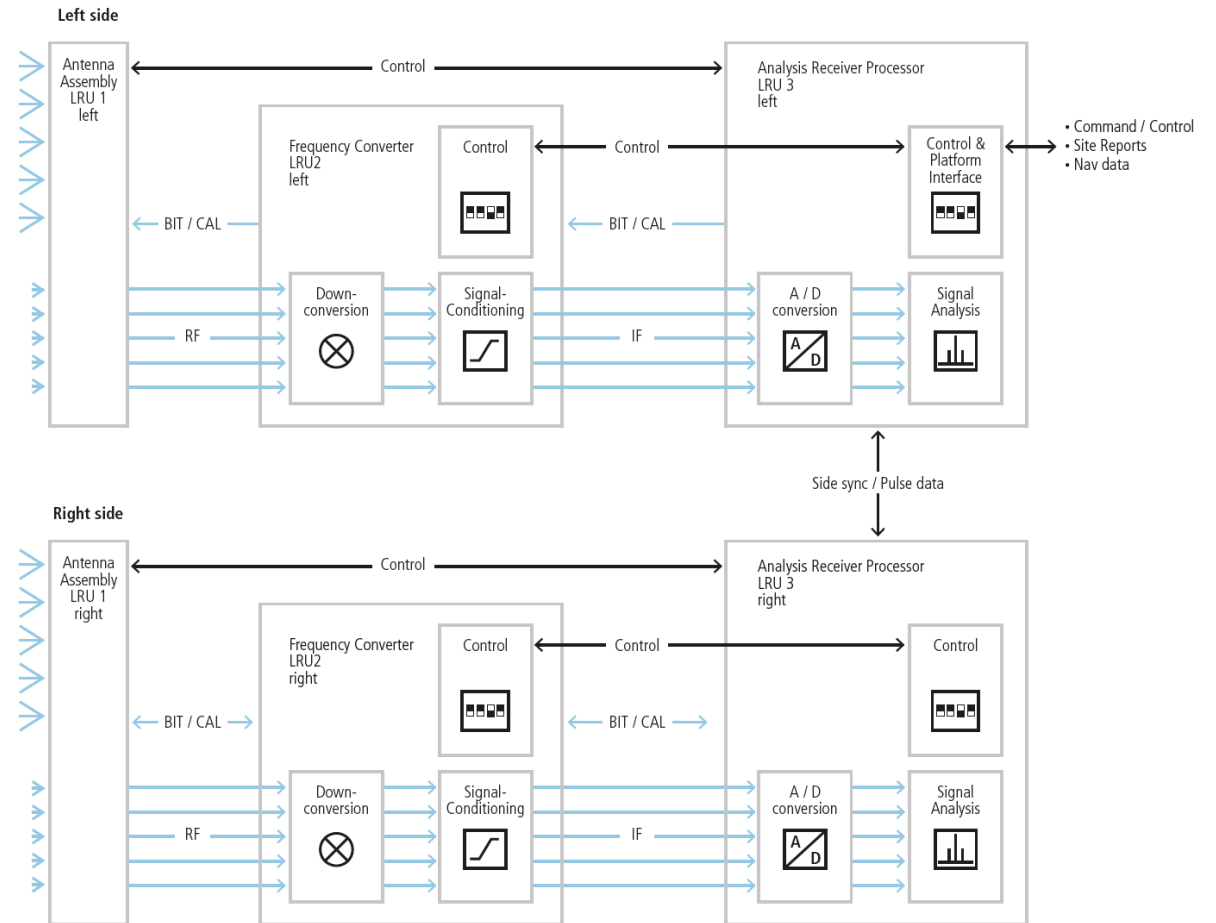 Left side
Antenna
Assembly
LRU 1
left
Control
Analysis Receiver Processor
LRU 3
left
Frequency Converter
LRU2
left
Control
Control
Control &
Platform
Interface
• Command / Control
• Site Reports
• Nav data
BIT / CAL
BIT / CAL
Down-
conversion
Signal-
Conditioning
A / D
conversion
Signal
Analysis
RF
IF
A
D
Side sync / Pulse data
Right side
Antenna
Assembly
LRU 1
right
Control
Analysis Receiver Processor
LRU 3
right
Frequency Converter
LRU2
right
Control
Control
Control
BIT / CAL
BIT / CAL
Down-
conversion
Signal-
Conditioning
A / D
conversion
Signal
Analysis
RF
IF
A
D